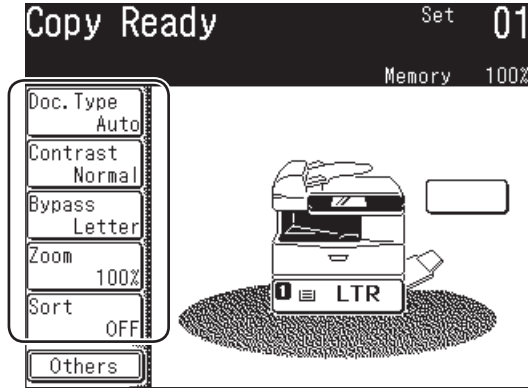 Copy Ready
Set 01
Memory 100%
Doc.Type
Auto
Contrast
Normal
Bypass
Letter
Zoom
100%
Sort
OFF
Others
1 LTR